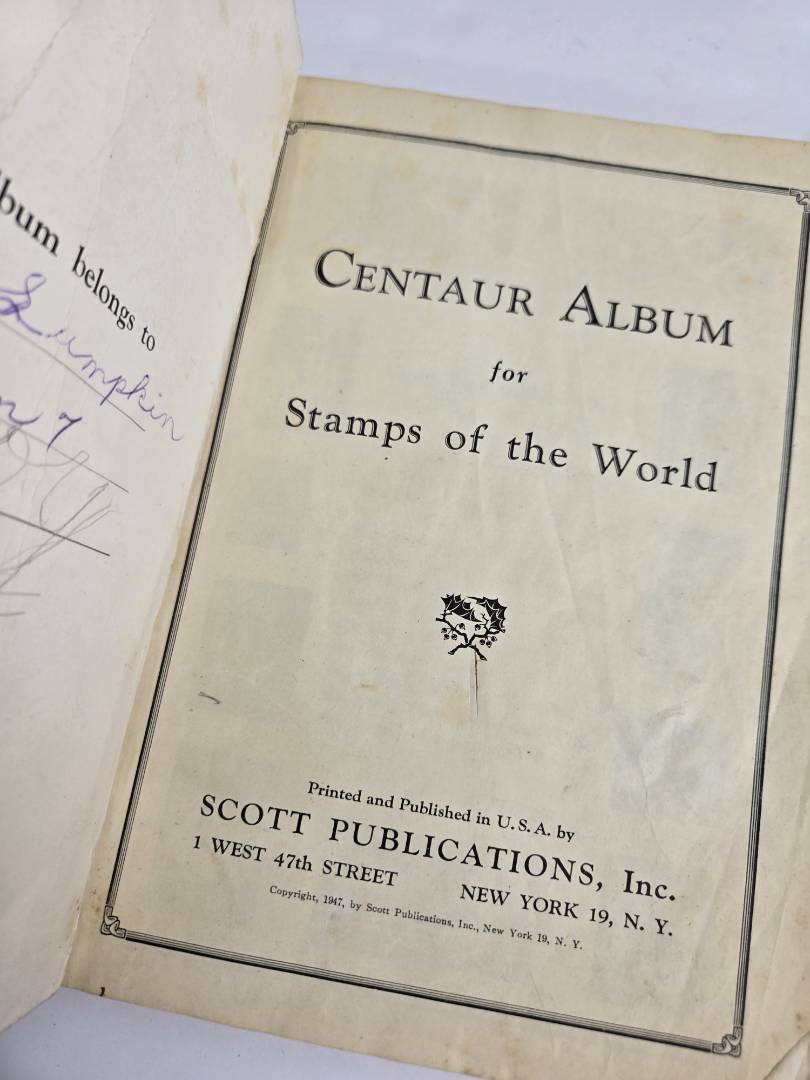 bum belongs to
Lumpkin
CENTAUR ALBUM
for
Stamps of the World
Printed and Published in U. S. A. by
SCOTT PUBLICATIONS, Inc.
1 WEST 47th STREET NEW YORK 19, N. Y.
Copyright, 1947, by Scott Publications, Inc., New York 19, N. Y.